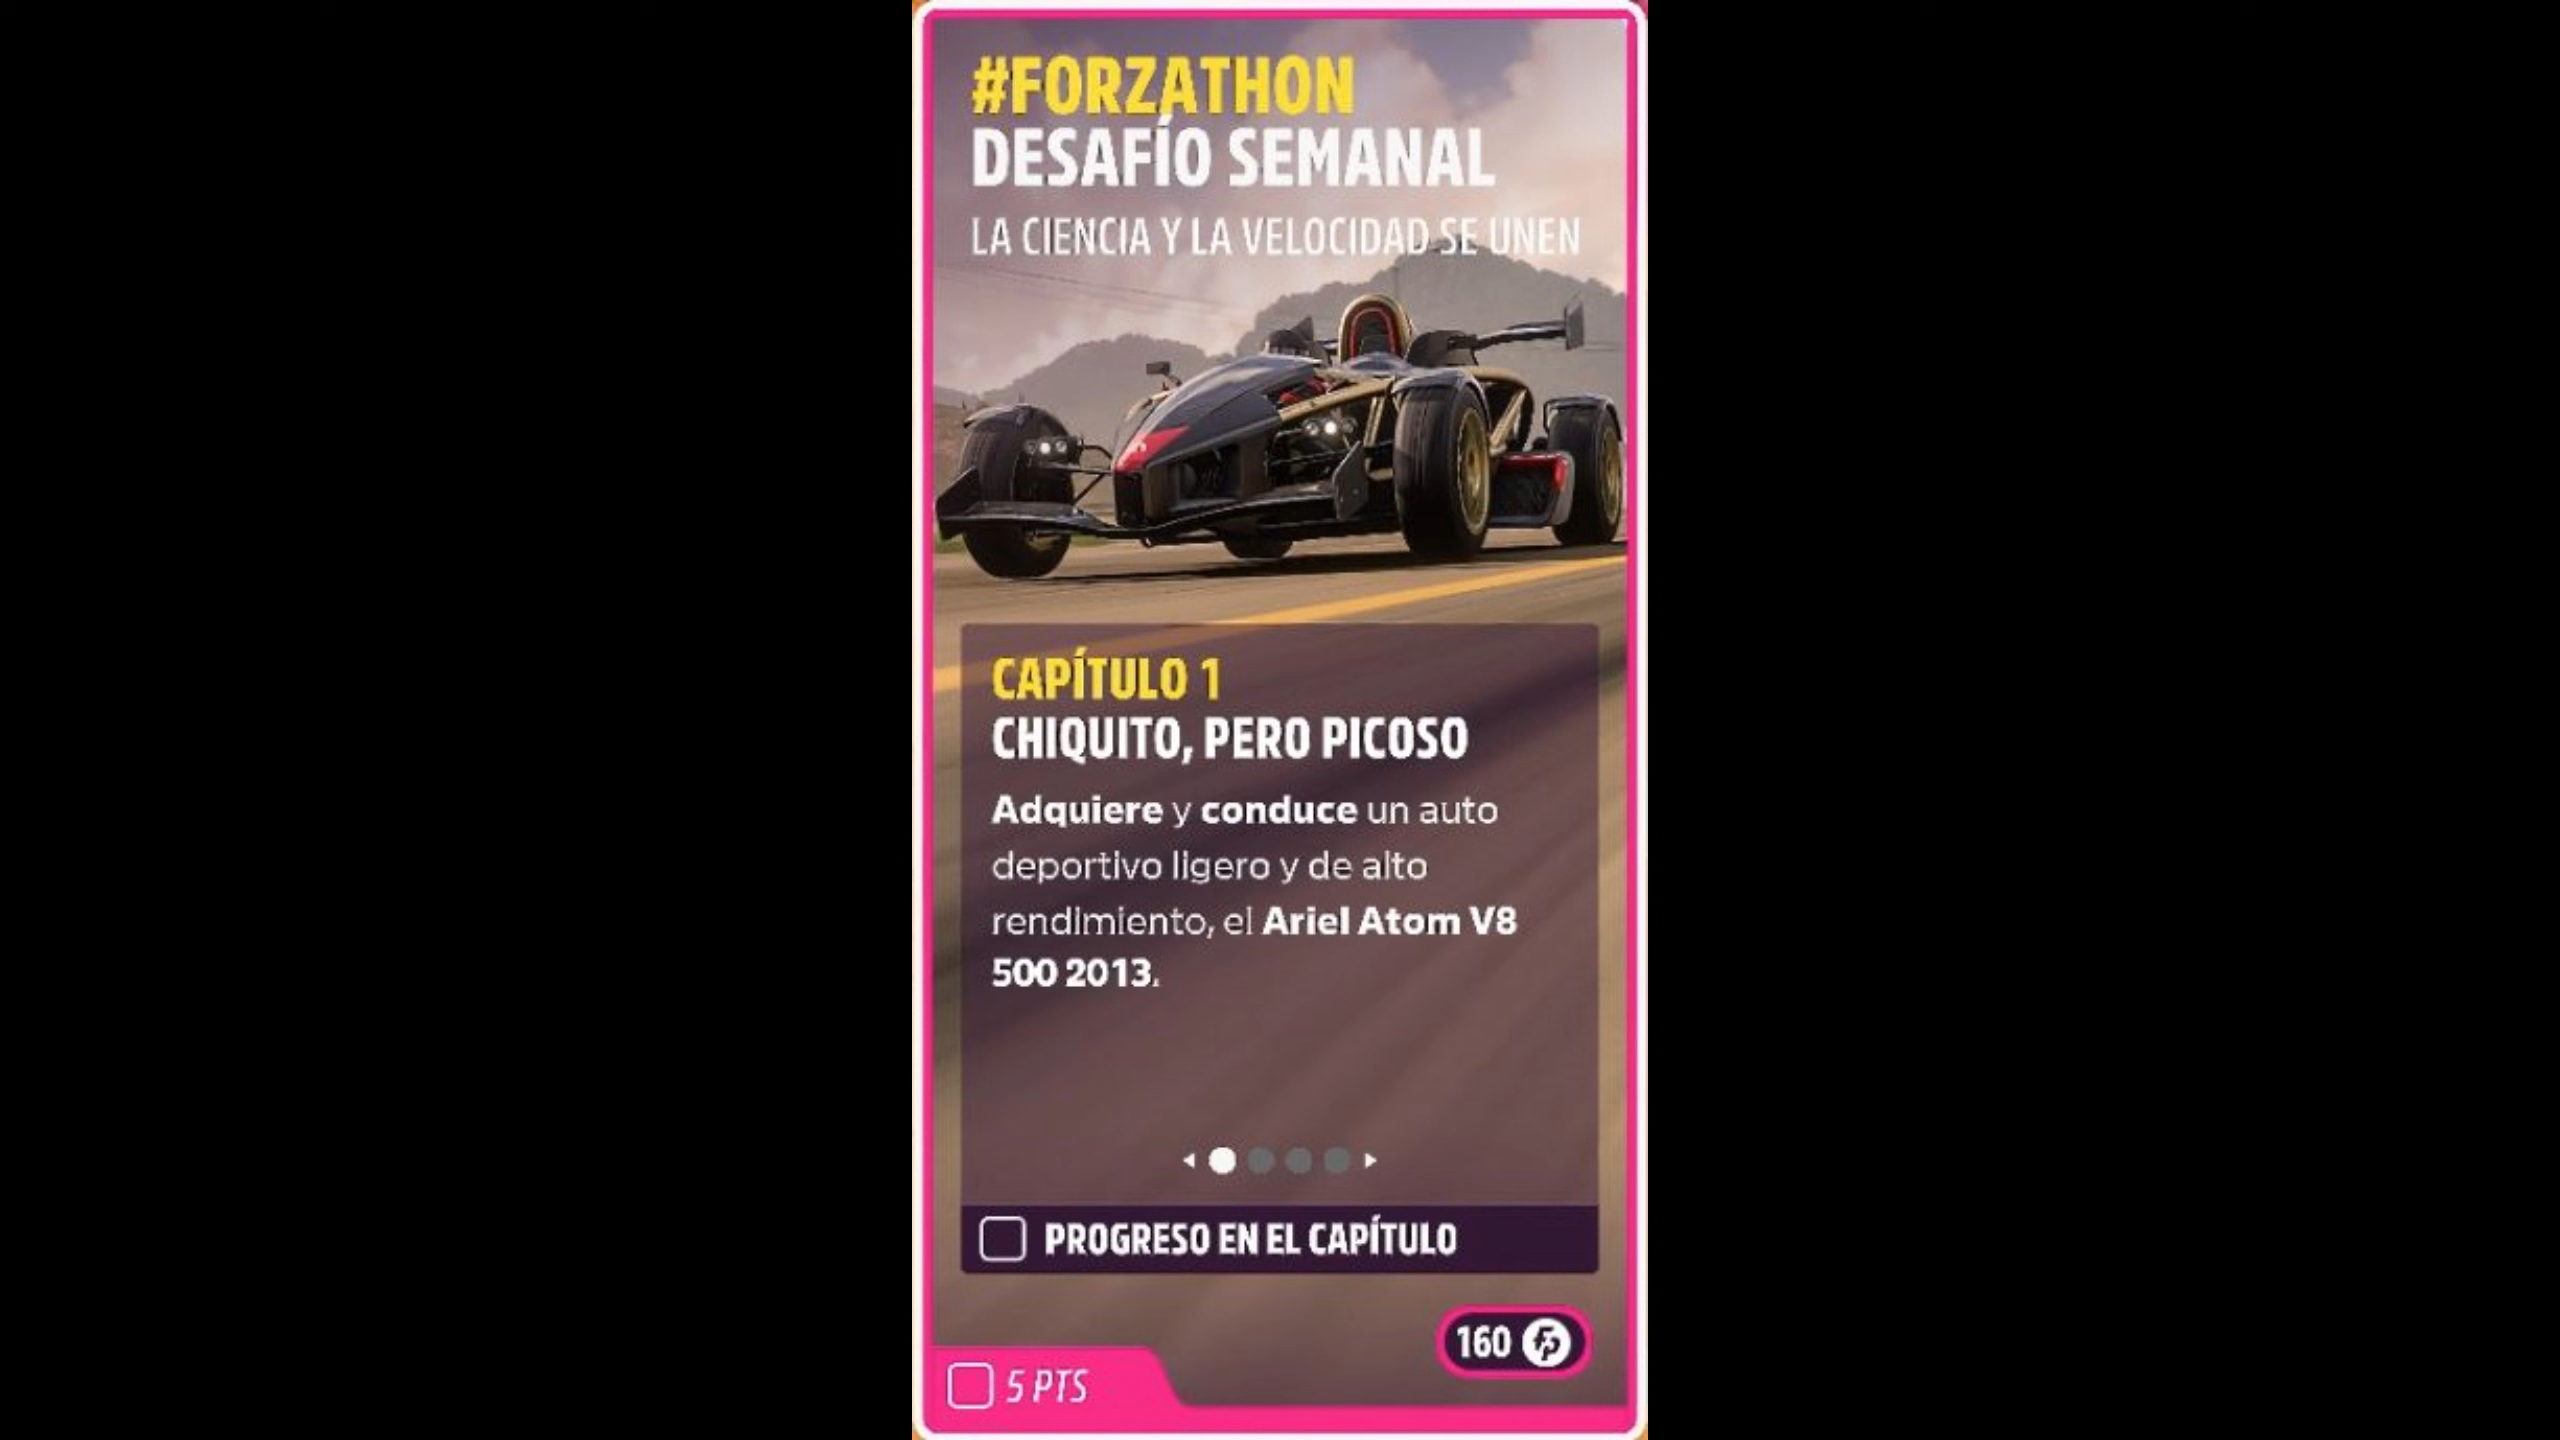 #FORZATHON
DESAFÍO SEMANAL
LA CIENCIA Y LA VELOCIDAD SE UNEN
CAPÍTULO 1
CHIQUITO, PERO PICOSO
Adquiere y conduce un auto
deportivo ligero y de alto
rendimiento, el Ariel Atom V8
500 2013.
PROGRESO EN EL CAPÍTULO
160
5 PTS